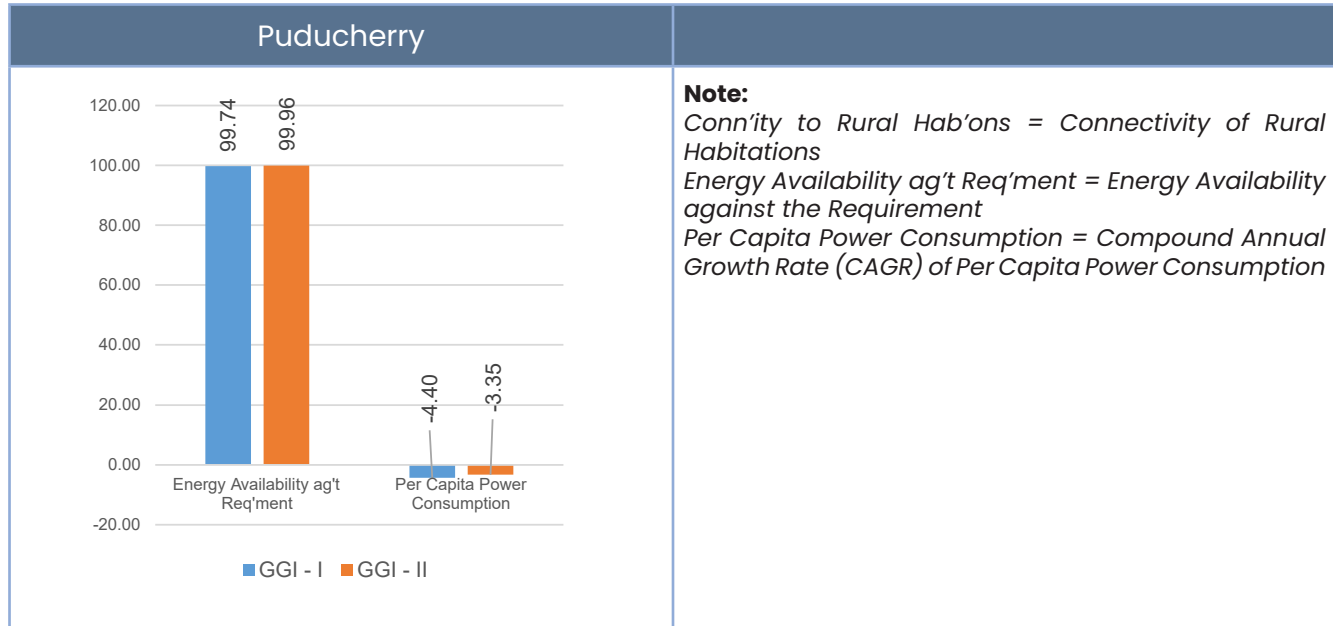 Puducherry
120.00
100.00
80.00
60.00
40.00
20.00
0.00
-20.00
99.74
99.96
-4.40
-3.35
Energy Availability ag't
Req'ment
Per Capita Power
Consumption
GGI - I
GGI - II
Note:
Conn’ity to Rural Hab’ons = Connectivity of Rural
Habitations
Energy Availability ag’t Req’ment = Energy Availability
against the Requirement
Per Capita Power Consumption = Compound Annual
Growth Rate (CAGR) of Per Capita Power Consumption